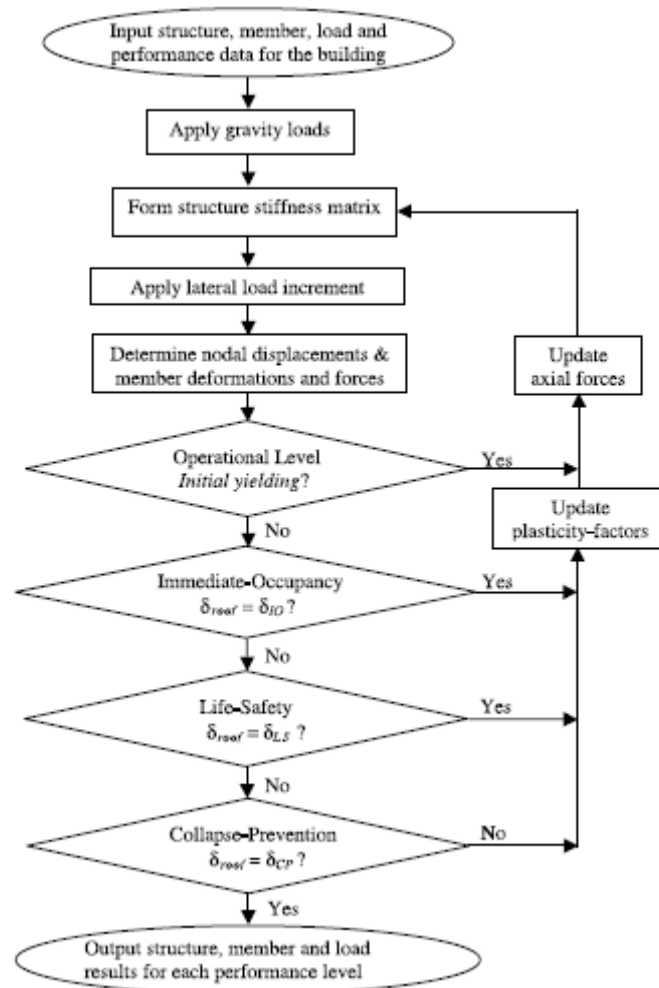 Input structure, member, load and
performance data for the building
Apply gravity loads
Form structure stiffness matrix
Apply lateral load increment
Determine nodal displacements &
member deformations and forces
Update
axial forces
Operational Level
Initial yielding?
Yes
Update
plasticity-factors
No
Immediate-Occupancy
δroof = δIO ?
Yes
No
Life-Safety
δroof = δLS ?
Yes
No
Collapse-Prevention
δroof = δCP ?
No
Yes
Output structure, member and load
results for each performance level